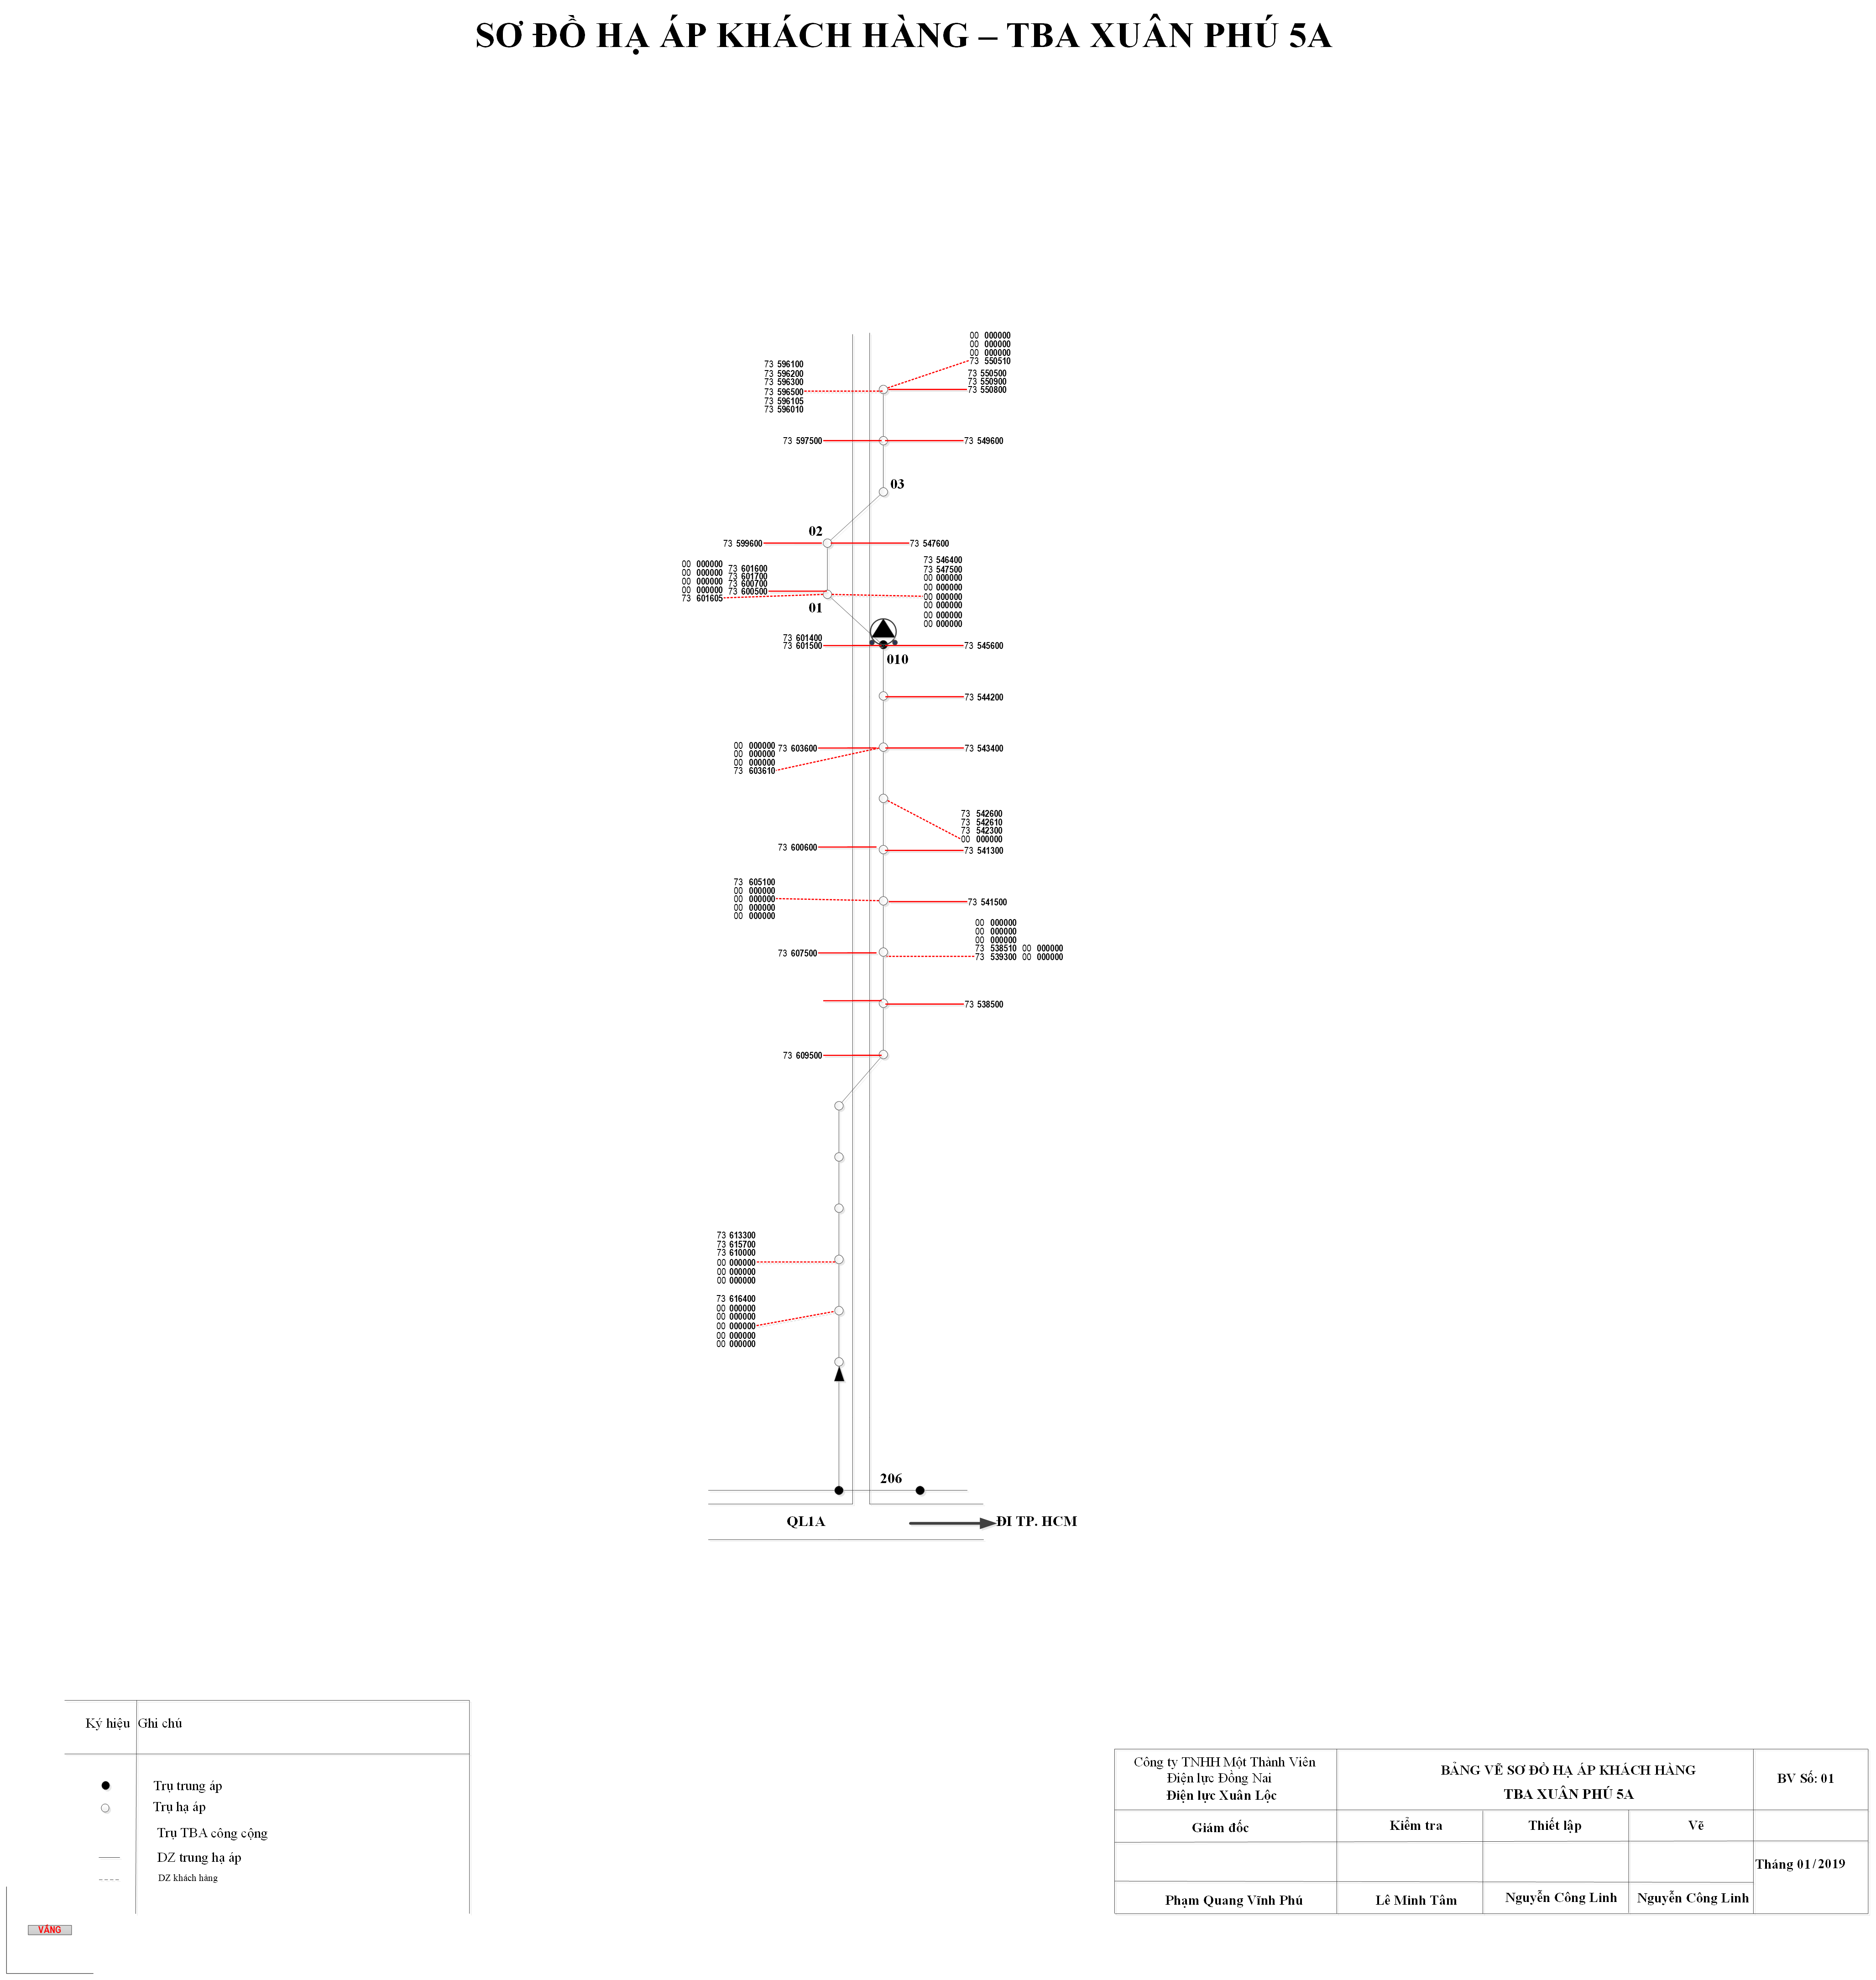 SƠ ĐỒ HẠ ÁP KHÁCH HÀNG – TBA XUÂN PHÚ 5A
00 000000
00 000000
00 000000
73 550510
73 596100
73 596200
73 596300
73 596500
73 596105
73 596010
73 550500
73 550900
73 550800
73 597500
73 549600
03
02
73 599600
73 547600
00 000000
00 000000
00 000000
00 000000
73 601605
73 601600
73 601700
73 600700
73 600500
73 546400
73 547500
00 000000
00 000000
00 000000
00 000000
00 000000
00 000000
01
73 601400
73 601500
73 545600
010
73 544200
00 000000
00 000000
00 000000
73 603610
73 603600
73 543400
73 542600
73 542610
73 542300
00 000000
73 600600
73 541300
73 605100
00 000000
00 000000
00 000000
00 000000
73 541500
00 000000
00 000000
00 000000
73 538510 00 000000
73 539300 00 000000
73 607500
73 538500
73 609500
73 613300
73 615700
73 610000
00 000000
00 000000
00 000000
73 616400
00 000000
00 000000
00 000000
00 000000
00 000000
206
QL1A
ĐI TP. HCM
Ký hiệu Ghi chú
Trụ trung áp
Trụ hạ áp
Trụ TBA công cộng
DZ trung hạ áp
DZ khách hàng
VĂNG
Công ty TNHH Một Thành Viên
Điện lực Đồng Nai
Điện lực Xuân Lộc
BẢNG VẼ SƠ ĐỒ HẠ ÁP KHÁCH HÀNG
TBA XUÂN PHÚ 5A
BV Số: 01
Giám đốc
Kiểm tra
Thiết lập
Vẽ
Tháng 01/2019
Phạm Quang Vĩnh Phú
Lê Minh Tâm
Nguyễn Công Linh
Nguyễn Công Linh